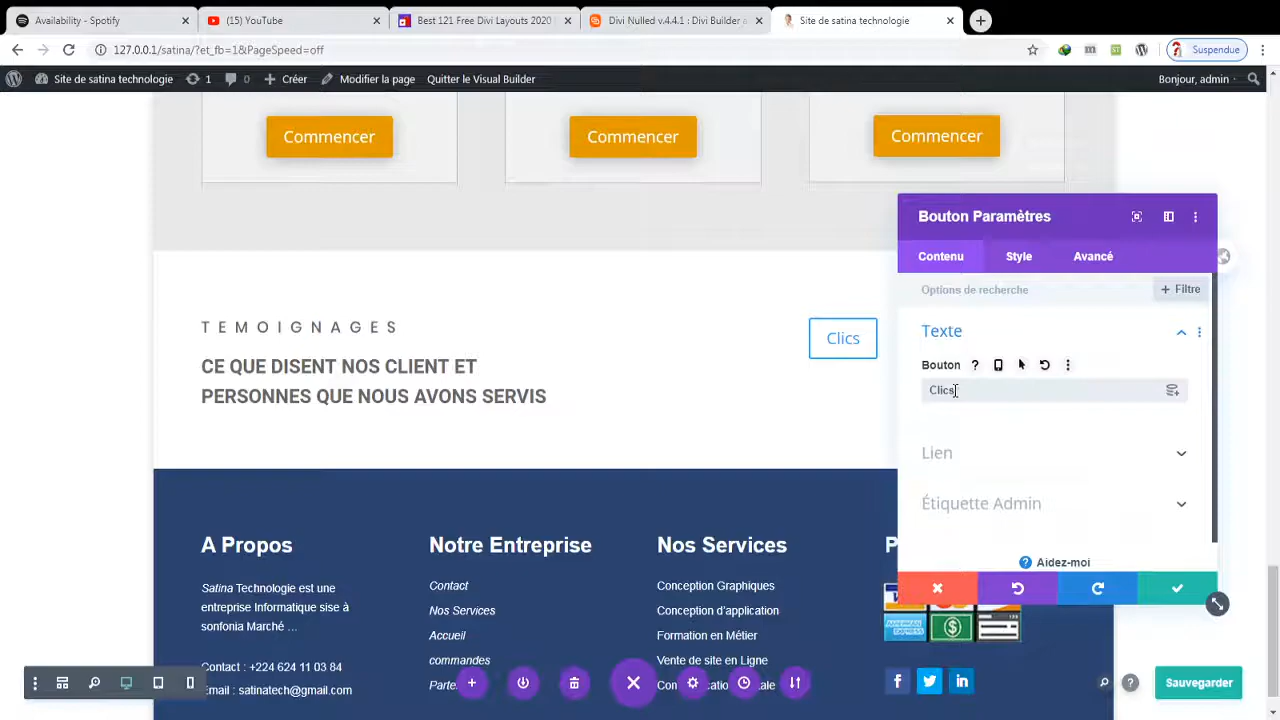 Availability - Spotify
(15) YouTube
Best 121 Free Divi Layouts 2020
Divi Nulled v.4.4.1 : Divi Builder a
Site de satina technologie
127.0.0.1/satina/?et_fb=1&PageSpeed=off
Suspendue
Site de satina technologie
1
0
Créer
Modifier la page
Quitter le Visual Builder
Bonjour, admin
Commencer
Commencer
Commencer
Bouton Paramètres
Contenu
Style
Avancé
Options de recherche
+ Filtre
Texte
Bouton
Clics
Lien
Étiquette Admin
Aidez-moi
TEMOIGNAGES
Clics
CE QUE DISENT NOS CLIENT ET
PERSONNES QUE NOUS AVONS SERVIS
A Propos
Satina Technologie est une
entreprise Informatique sise à
sonfonia Marché ...
Contact : +224 624 11 03 84
Email : satinatech@gmail.com
Notre Entreprise
Contact
Nos Services
Accueil
commandes
Nos Services
Conception Graphiques
Conception d'application
Formation en Métier
Vente de site en Ligne
Sauvegarder